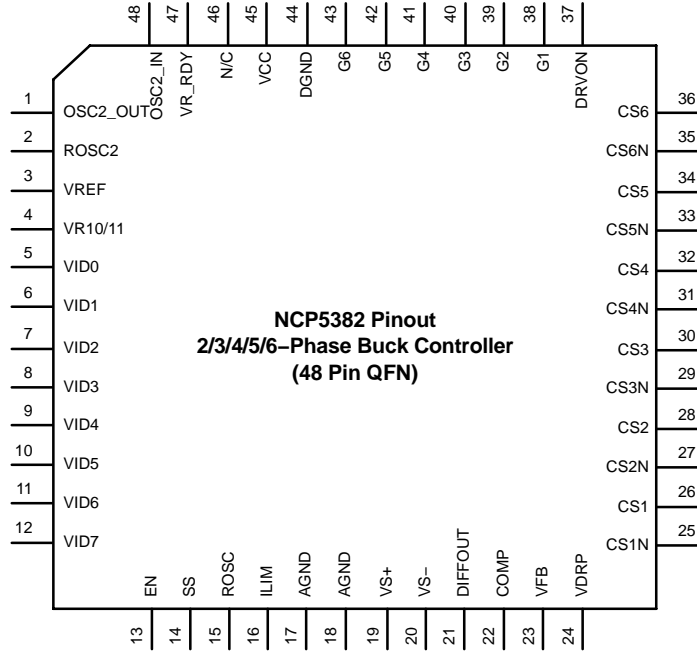 48
47
46
45
44
43
42
41
40
39
38
37
OSC2_IN
VR_RDY
N/C
VCC
DGND
G6
G5
G4
G3
G2
G1
DRVON
1
OSC2_OUT
2
ROSC2
3
VREF
4
VR10/11
5
VID0
6
VID1
7
VID2
8
VID3
9
VID4
10
VID5
11
VID6
12
VID7
NCP5382 Pinout
2/3/4/5/6–Phase Buck Controller
(48 Pin QFN)
CS6
36
CS6N
35
CS5
34
CS5N
33
CS4
32
CS4N
31
CS3
30
CS3N
29
CS2
28
CS2N
27
CS1
26
CS1N
25
EN
SS
ROSC
ILIM
AGND
AGND
VS+
VS–
DIFFOUT
COMP
VFB
VDRP
13
14
15
16
17
18
19
20
21
22
23
24